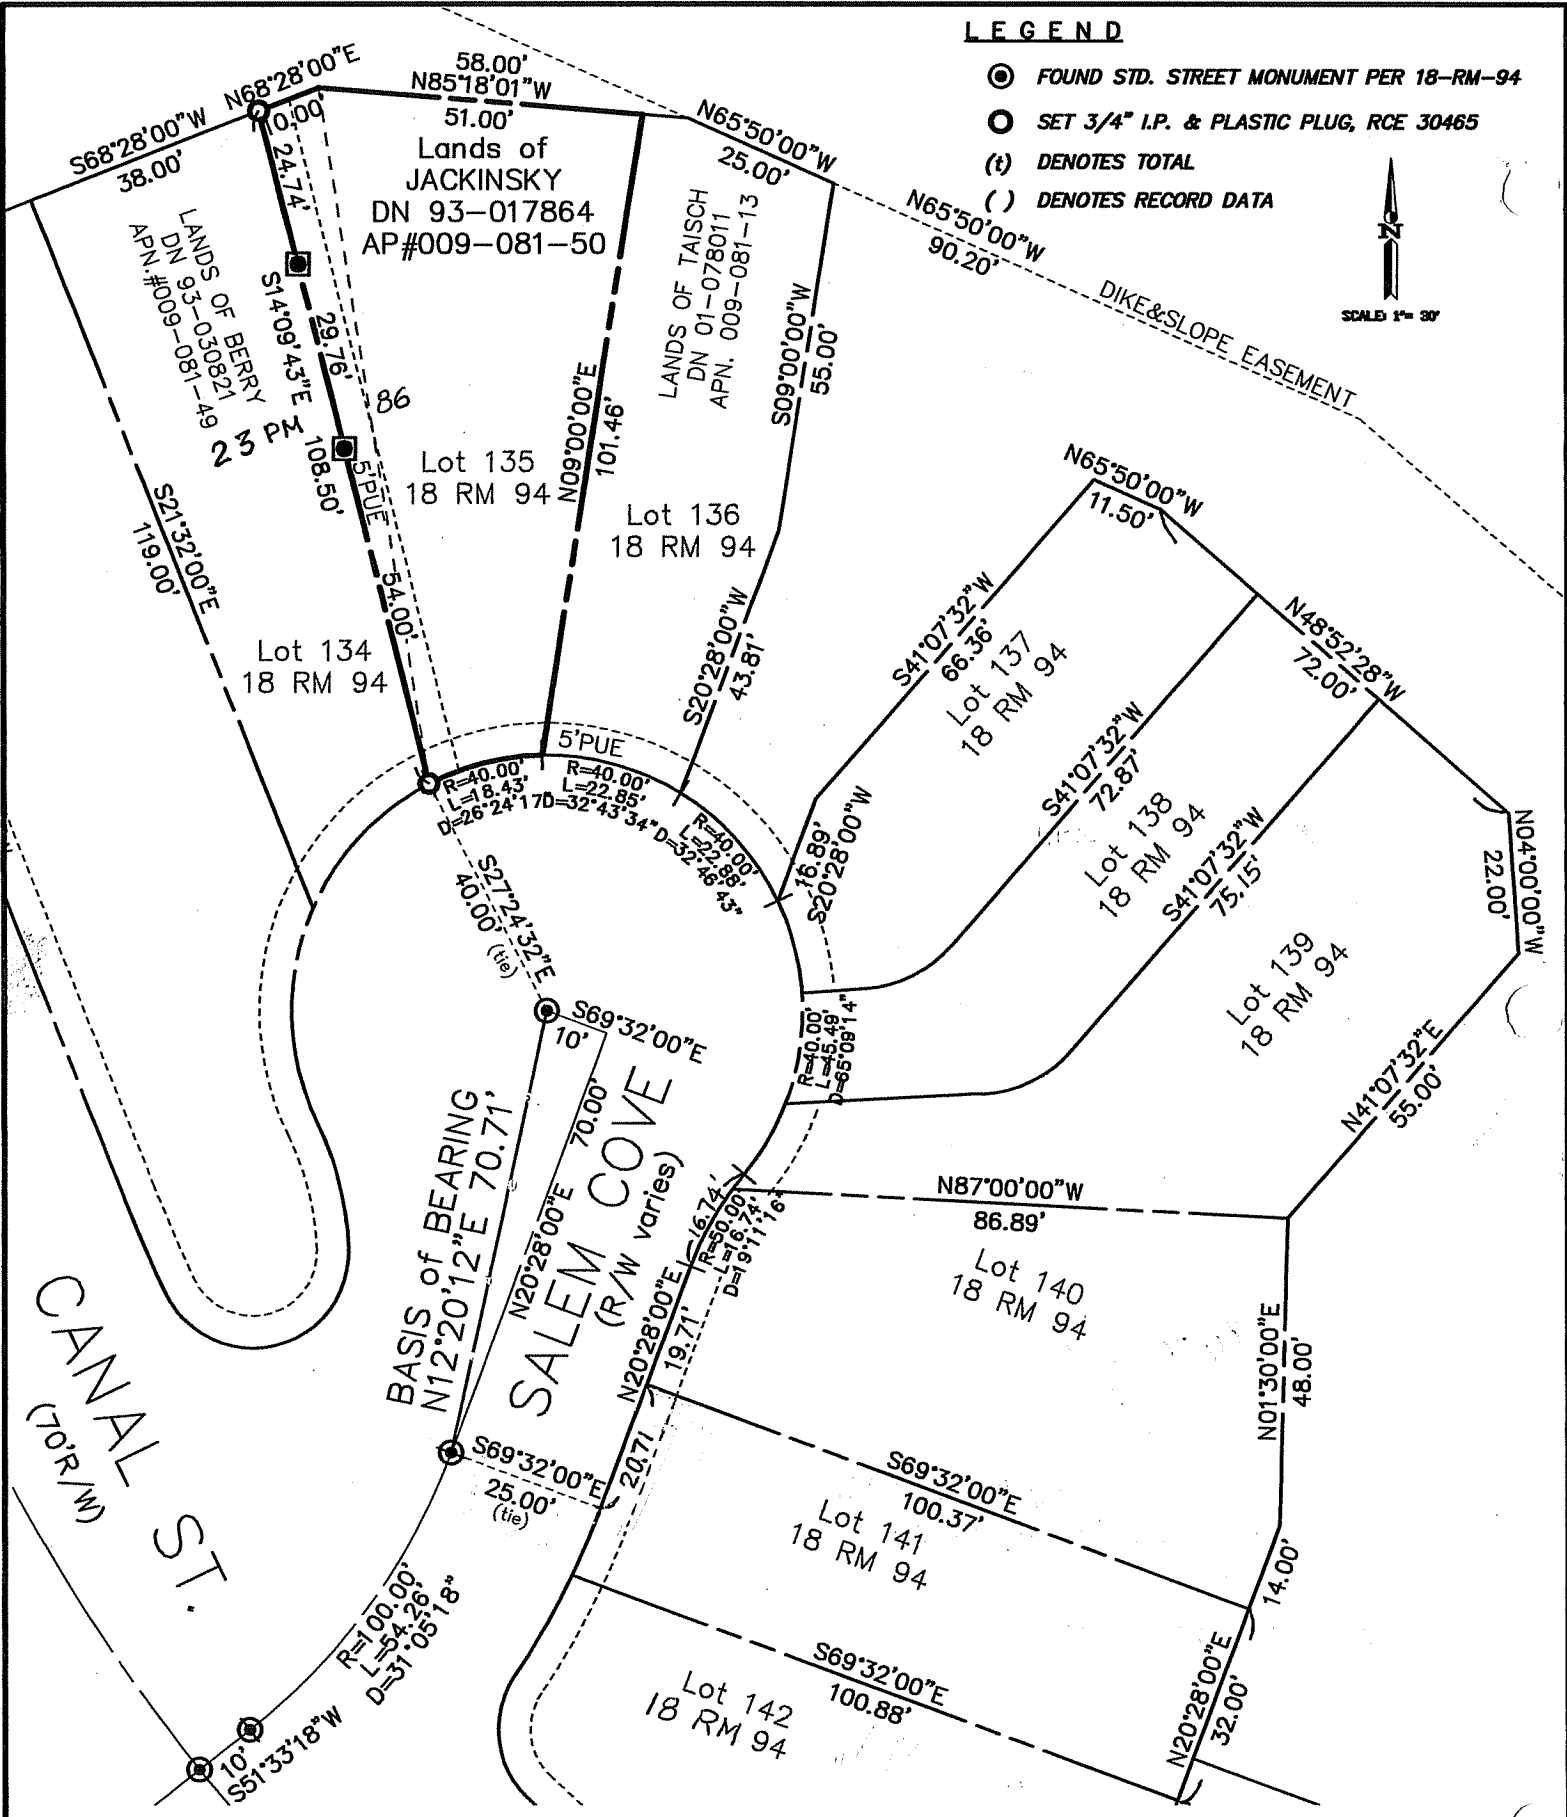 LEGEND
FOUND STD. STREET MONUMENT PER 18-RM-94
SET 3/4" I.P. & PLASTIC PLUG, RCE 30465
(t) DENOTES TOTAL
( ) DENOTES RECORD DATA
N
SCALE: 1"= 30'
S68°28'00"W
38.00'
N68°28'00"E
10.00'
58.00'
N85°18'01"W
51.00'
N65°50'00"W
25.00'
N65°50'00"W
90.20'
DIKE&SLOPE EASEMENT
Lands of
JACKINSKY
DN 93-017864
AP#009-081-50
LANDS OF BERRY
DN 93-030821
APN.#009-081-49
23 PM
86
24.74'
29.76'
S14°09'43"E
108.50'
5'PUE
54.00'
S21°32'00"E
119.00'
Lot 134
18 RM 94
Lot 135
18 RM 94
N09°00'00"E
101.46'
LANDS OF TAISCH
DN 01-078011
APN. 009-081-13
S09°00'00"W
55.00'
Lot 136
18 RM 94
S20°28'00"W
43.81'
N65°50'00"W
11.50'
S41°07'32"W
66.36'
Lot 137
18 RM 94
N48°52'28"W
72.00'
S41°07'32"W
72.87'
Lot 138
18 RM 94
S41°07'32"W
75.15'
N04°00'00"W
22.00'
Lot 139
18 RM 94
N41°07'32"E
55.00'
5'PUE
R=40.00'
L=18.43'
D=26°24'17"
R=40.00'
L=22.85'
D=32°43'34"
R=40.00'
L=22.88'
D=32°46'43"
16.89'
S20°28'00"W
S27°24'32"E
40.00' (tie)
S69°32'00"E
10'
R=40.00'
L=45.49'
D=65°09'14"
BASIS of BEARING
N12°20'12"E 70.71'
70.00'
N20°28'00"E
SALEM COVE
(R/W varies)
16.74'
R=50.00'
L=16.74'
D=19°11'16"
N87°00'00"W
86.89'
Lot 140
18 RM 94
N20°28'00"E
19.71'
N01°30'00"E
48.00'
CANAL ST.
(70'R/W)
S69°32'00"E
25.00'
(tie)
20.71
S69°32'00"E
100.37'
Lot 141
18 RM 94
14.00'
R=100.00'
L=54.26'
D=31°05'18"
S69°32'00"E
100.88'
Lot 142
18 RM 94
N20°28'00"E
32.00'
10'
S51°33'18"W